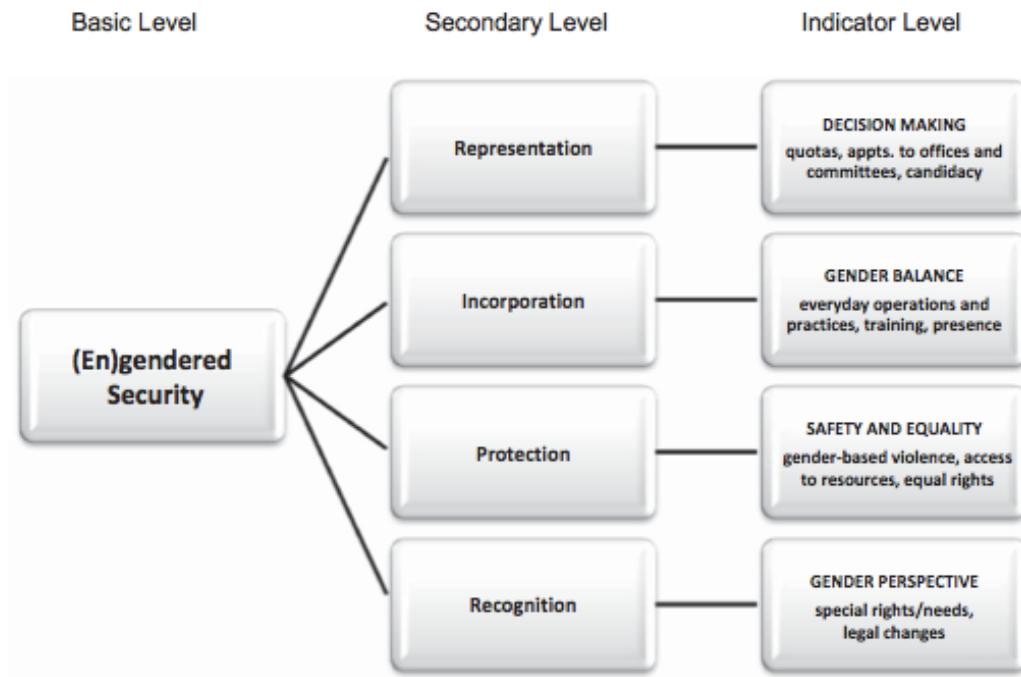 Basic Level
Secondary Level
Indicator Level
(En)gendered
Security
Representation
DECISION MAKING
quotas, appts. to offices and
committees, candidacy
Incorporation
GENDER BALANCE
everyday operations and
practices, training, presence
Protection
SAFETY AND EQUALITY
gender-based violence, access
to resources, equal rights
Recognition
GENDER PERSPECTIVE
special rights/needs,
legal changes